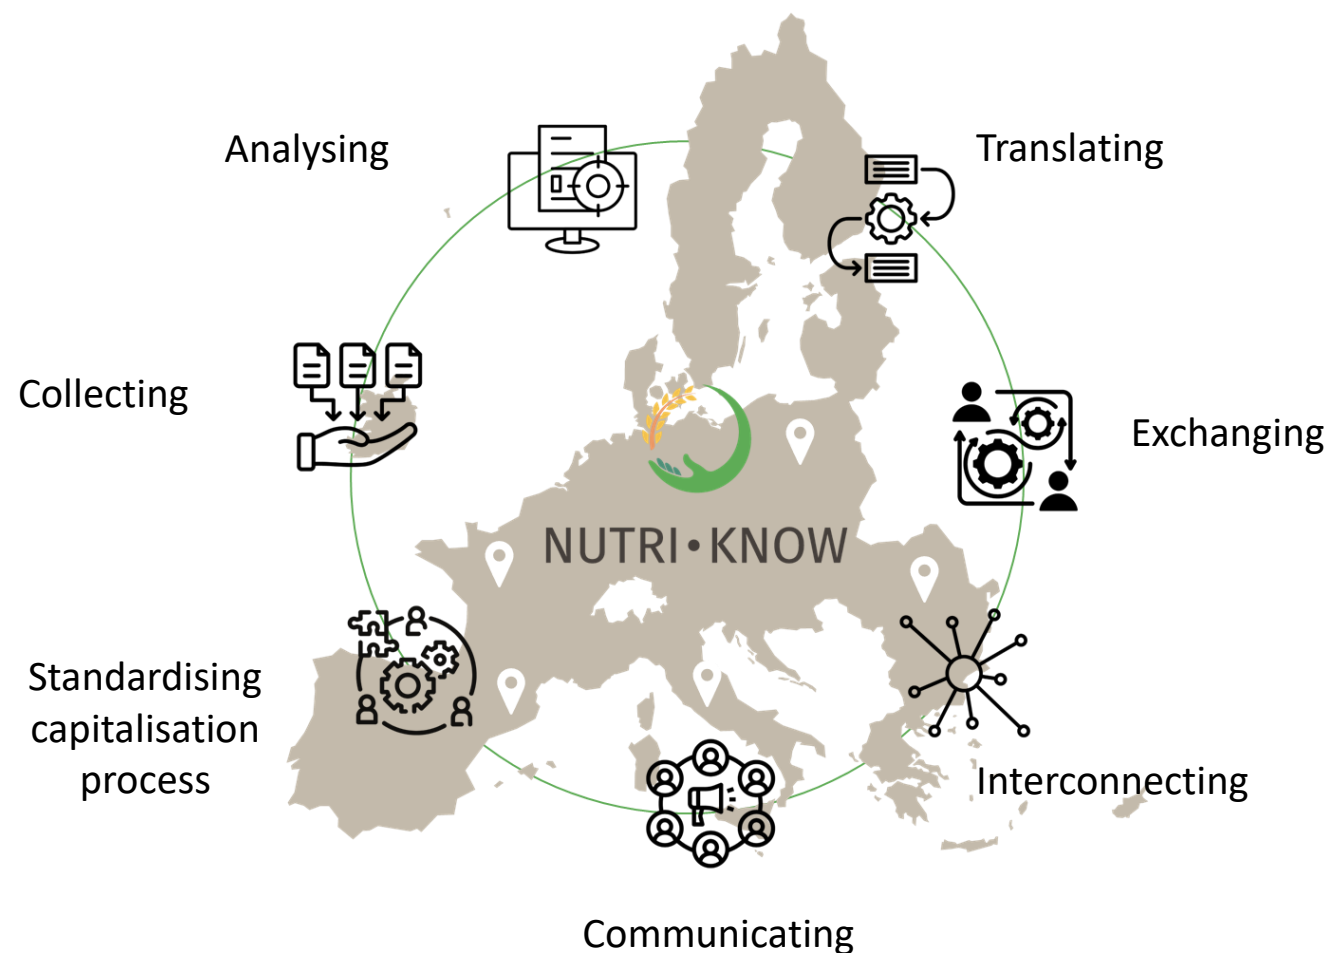 Analysing
Translating
Collecting
Exchanging
NUTRI•KNOW
Standardising
capitalisation
process
Interconnecting
Communicating